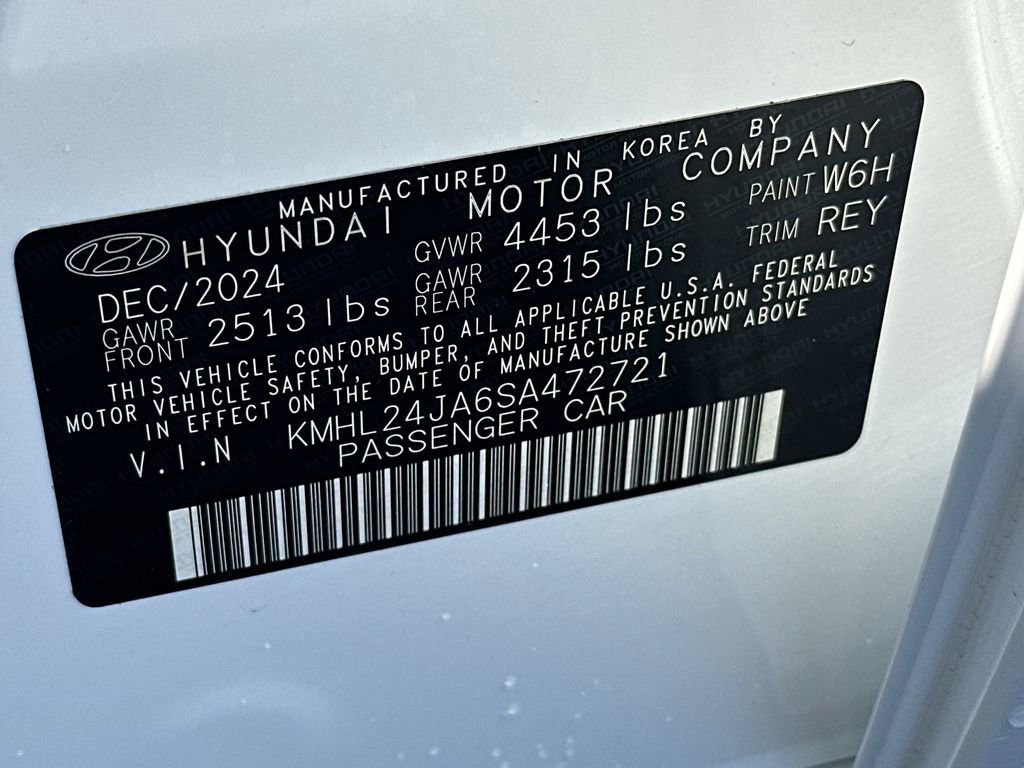 MANUFACTURED IN KOREA BY
HYUNDAI MOTOR COMPANY
DEC/2024 GVWR 4453 lbs PAINT W6H
GAWR FRONT 2513 lbs GAWR REAR 2315 lbs TRIM REY
THIS VEHICLE CONFORMS TO ALL APPLICABLE U.S.A. FEDERAL
MOTOR VEHICLE SAFETY, BUMPER, AND THEFT PREVENTION STANDARDS
IN EFFECT ON THE DATE OF MANUFACTURE SHOWN ABOVE
V.I.N KMHL24JA6SA472721
PASSENGER CAR